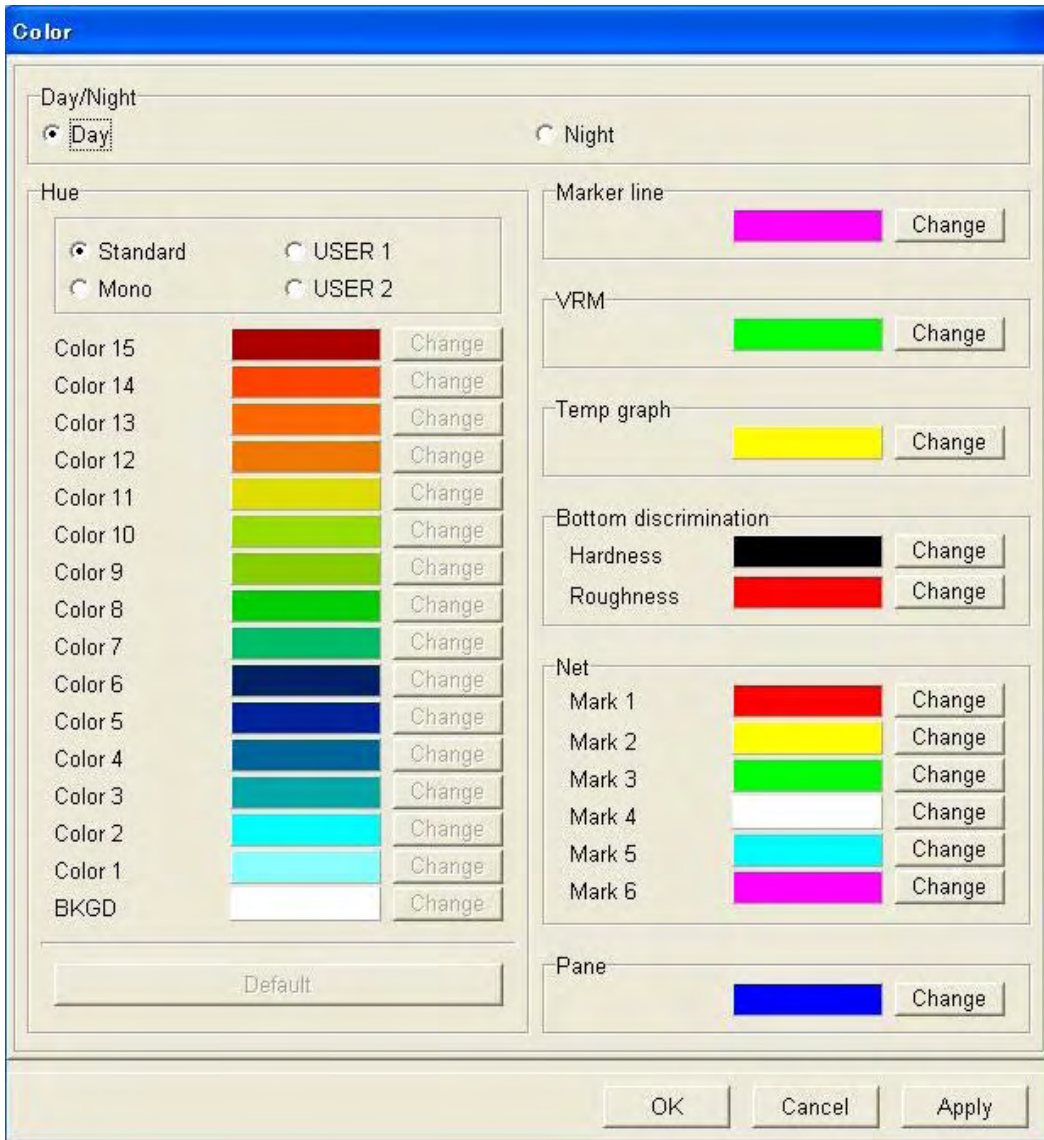 Color
Day/Night
Day
Night
Hue
Standard
USER 1
Mono
USER 2
Color 15 Change
Color 14 Change
Color 13 Change
Color 12 Change
Color 11 Change
Color 10 Change
Color 9 Change
Color 8 Change
Color 7 Change
Color 6 Change
Color 5 Change
Color 4 Change
Color 3 Change
Color 2 Change
Color 1 Change
BKGD Change
Default
Marker line
Change
VRM
Change
Temp graph
Change
Bottom discrimination
Hardness Change
Roughness Change
Net
Mark 1 Change
Mark 2 Change
Mark 3 Change
Mark 4 Change
Mark 5 Change
Mark 6 Change
Pane
Change
OK Cancel Apply